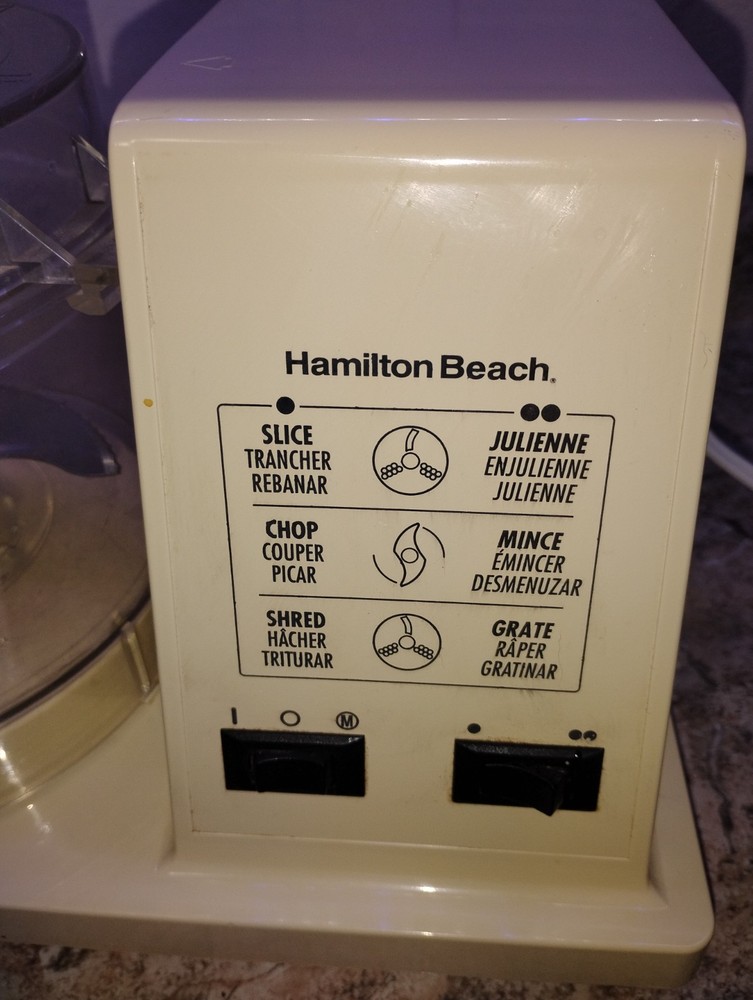 Hamilton Beach
SLICE
TRANCHER
REBANAR
JULIENNE
ENJULIENNE
JULIENNE
CHOP
COUPER
PICAR
MINCE
ÉMINCER
DESMENUZAR
SHRED
HÂCHER
TRITURAR
GRATE
RÂPER
GRATINAR
I O M